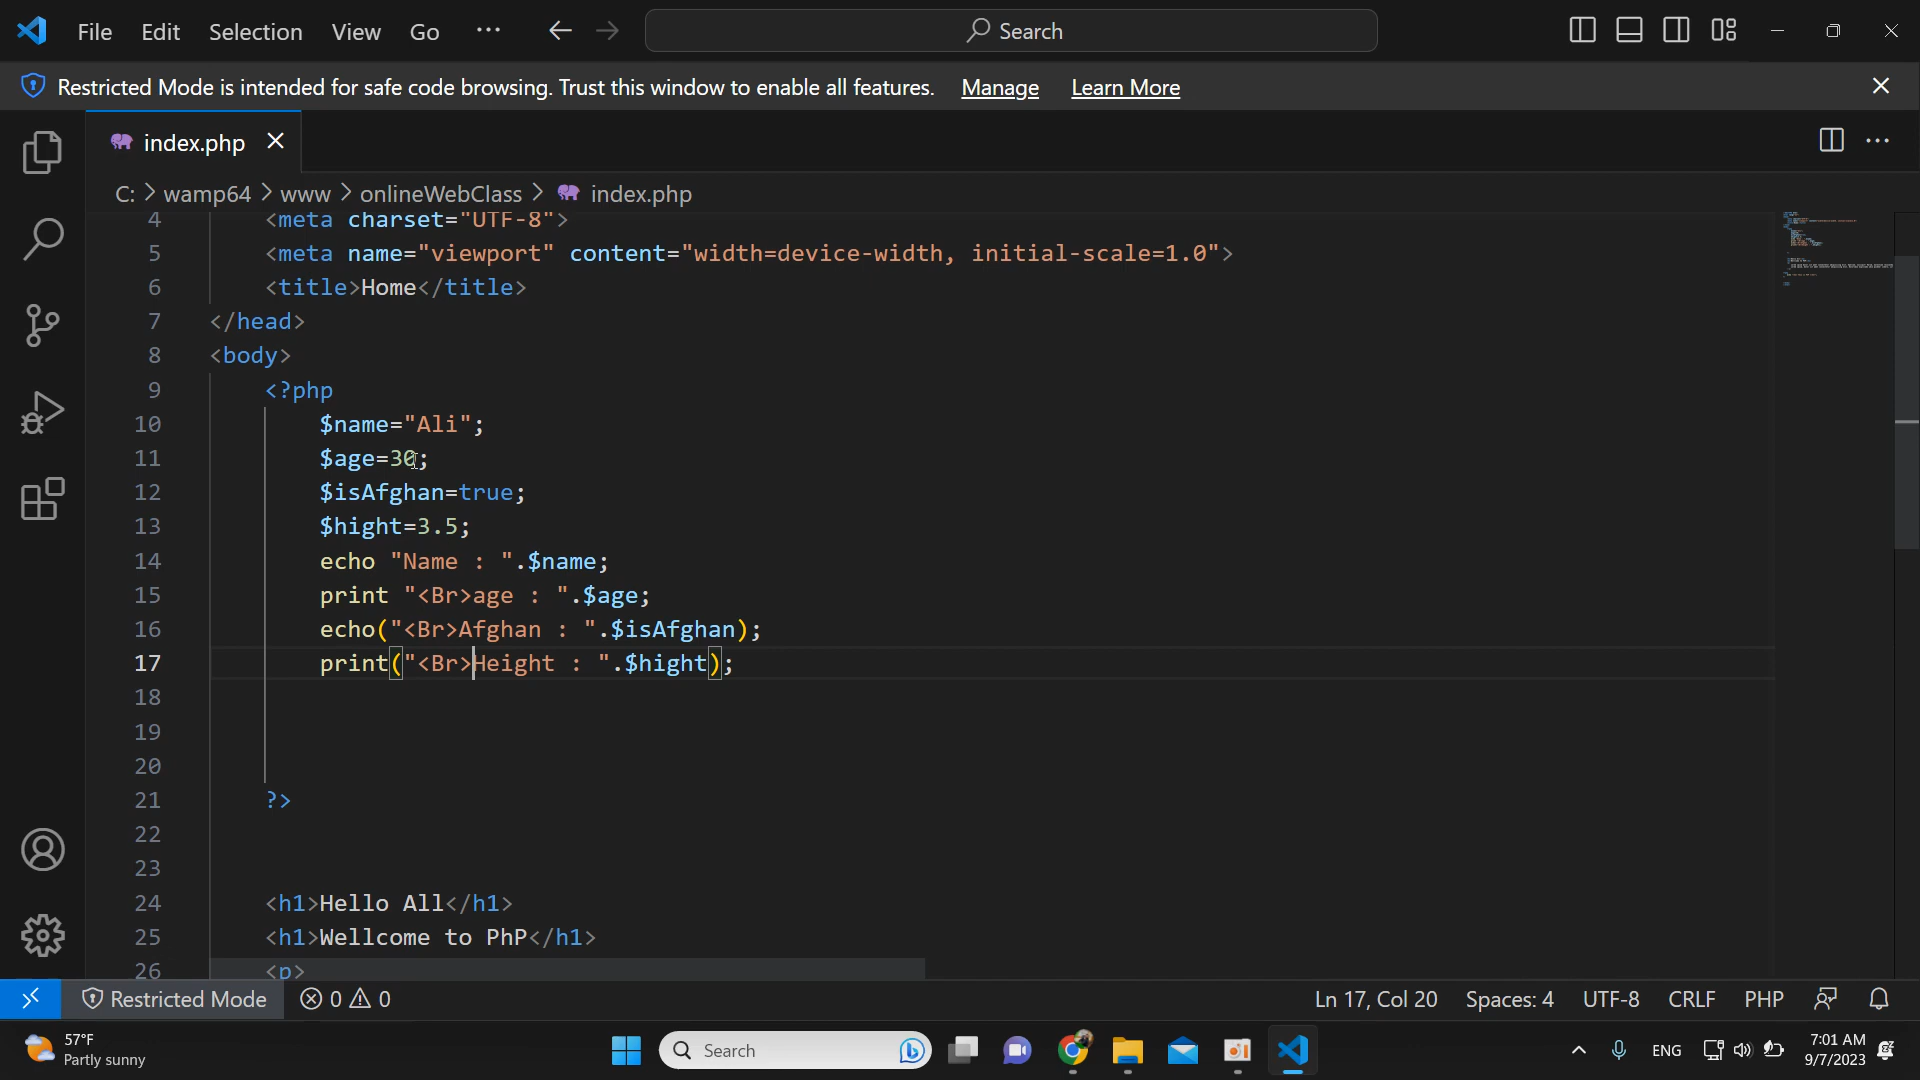 File Edit Selection View Go ··· Search
Restricted Mode is intended for safe code browsing. Trust this window to enable all features. Manage Learn More
index.php
C: > wamp64 > www > onlineWebClass > index.php
4 <meta charset="UTF-8">
5 <meta name="viewport" content="width=device-width, initial-scale=1.0">
6 <title>Home</title>
7 </head>
8 <body>
9 <?php
10 $name="Ali";
11 $age=30;
12 $isAfghan=true;
13 $hight=3.5;
14 echo "Name : ".$name;
15 print "<Br>age : ".$age;
16 echo("<Br>Afghan : ".$isAfghan);
17 print("<Br>Height : ".$hight);
18
19
20
21 ?>
22
23
24 <h1>Hello All</h1>
25 <h1>Wellcome to PhP</h1>
26 <p>
Restricted Mode 0 0 Ln 17, Col 20 Spaces: 4 UTF-8 CRLF PHP
57°F
Partly sunny
Search
ENG
7:01 AM
9/7/2023